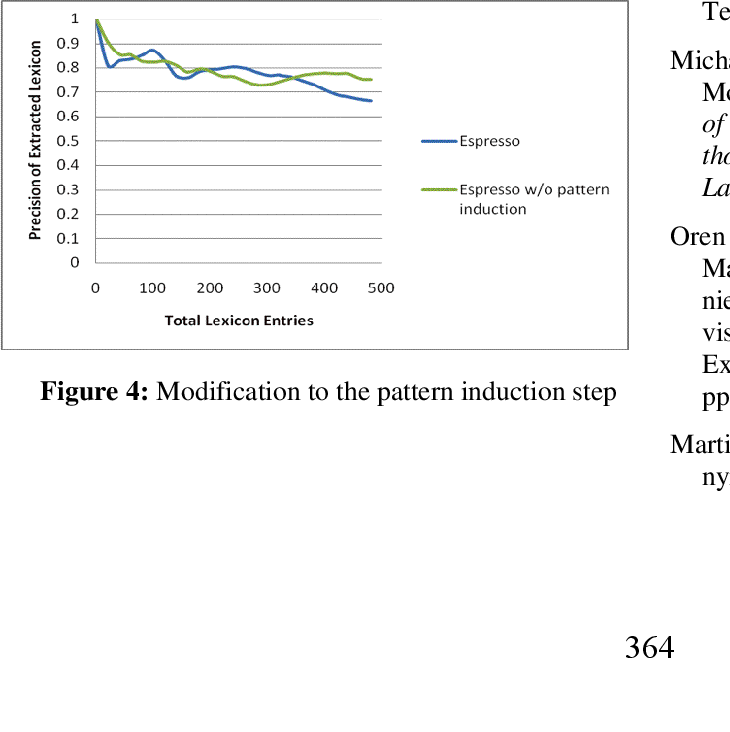 1
0.9
0.8
0.7
0.6
0.5
0.4
0.3
0.2
0.1
0
Precision of Extracted Lexicon
0 100 200 300 400 500
Total Lexicon Entries
Espresso
Espresso w/o pattern
induction
Figure 4: Modification to the pattern induction step
Te
Micha
Mo
of
tho
La
Oren
Ma
nie
vis
Ex
pp
Marti
ny
364